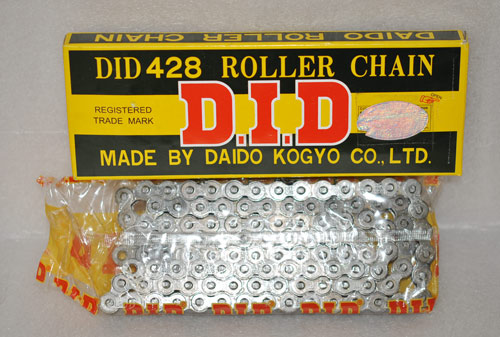 DAIDO ROLLER CHAIN
DID 428 ROLLER CHAIN
REGISTERED
TRADE MARK
D.I.D
MADE BY DAIDO KOGYO CO., LTD.
D.I.D D.I.D D.I.D